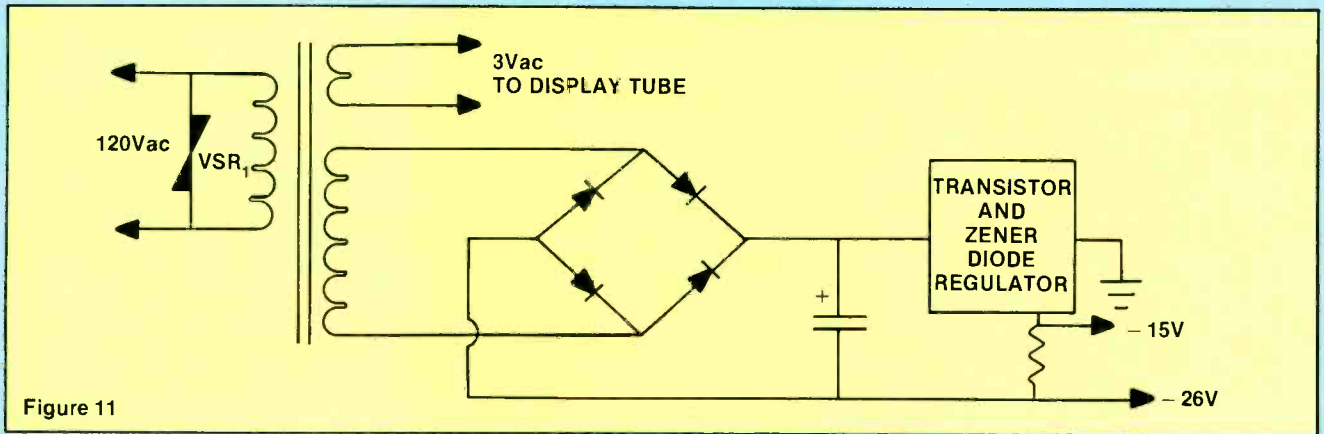 120Vac
VSR1
3Vac
TO DISPLAY TUBE
+
TRANSISTOR
AND
ZENER
DIODE
REGULATOR
– 15V
– 26V
Figure 11